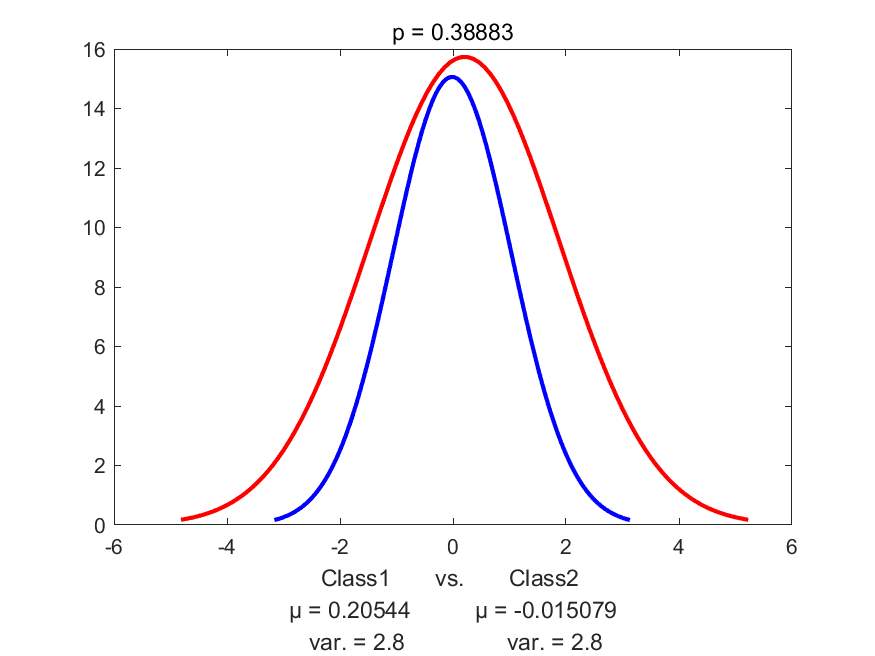 p = 0.38883
16
14
12
10
8
6
4
2
0
-6 -4 -2 0 2 4 6
Class1 vs. Class2
μ = 0.20544 μ = -0.015079
var. = 2.8 var. = 2.8